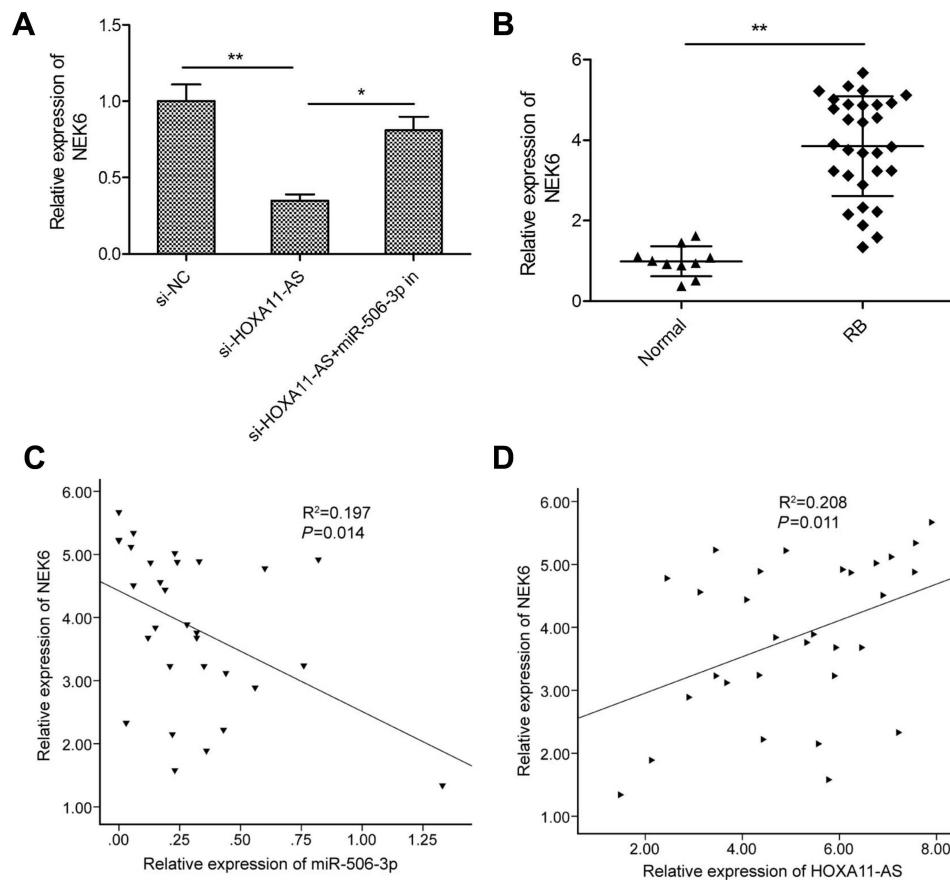 A
Relative expression of
NEK6
1.5
1.0
0.5
0.0
**
*
si-NC
si-HOXA11-AS
si-HOXA11-AS+miR-506-3p in
B
Relative expression of
NEK6
6
4
2
0
**
Normal
RB
C
Relative expression of NEK6
6.00
5.00
4.00
3.00
2.00
1.00
R²=0.197
P=0.014
.00 .25 .50 .75 1.00 1.25
Relative expression of miR-506-3p
D
Relative expression of NEK6
6.00
5.00
4.00
3.00
2.00
1.00
R²=0.208
P=0.011
2.00 4.00 6.00 8.00
Relative expression of HOXA11-AS